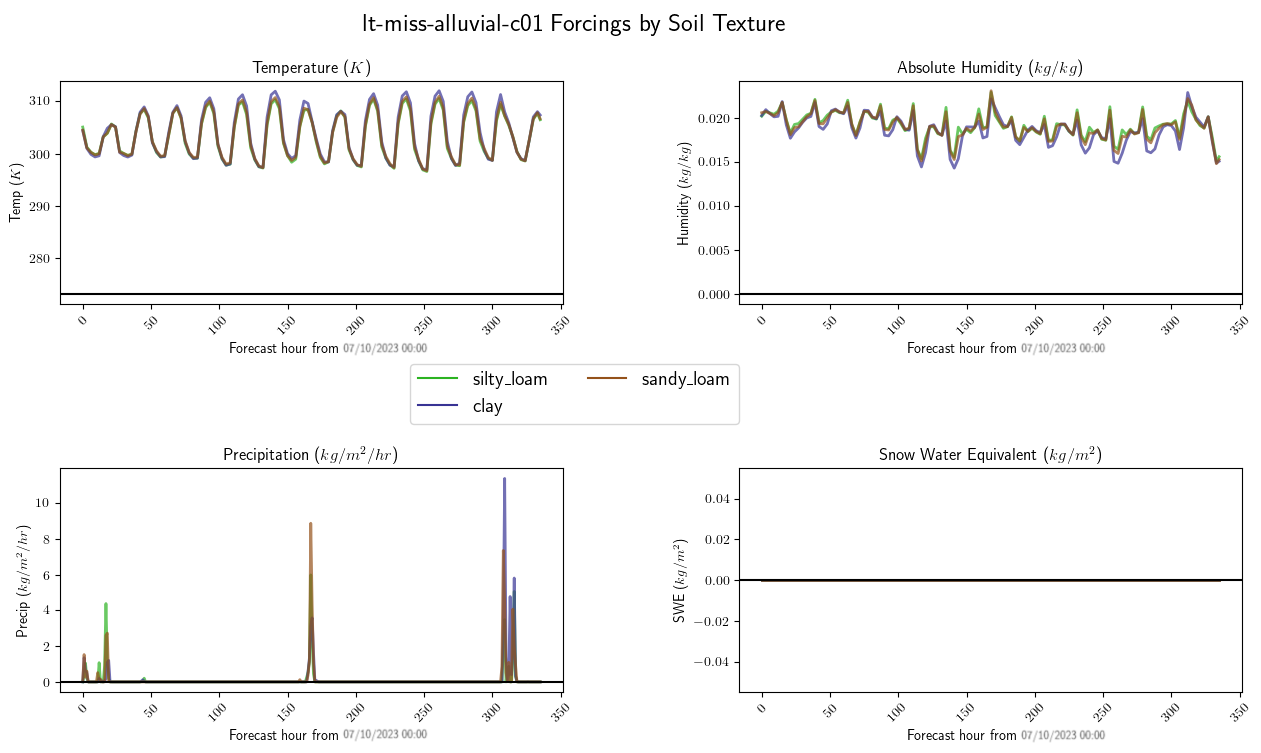 lt-miss-alluvial-c01 Forcings by Soil Texture
Temperature (K)
Absolute Humidity (kg/kg)
Temp (K)
310
300
290
280
Humidity (kg/kg)
0.020
0.015
0.010
0.005
0.000
0 50 100 150 200 250 300 350
0 50 100 150 200 250 300 350
Forecast hour from 07/10/2023 00:00
Forecast hour from 07/10/2023 00:00
silty_loam
clay
sandy_loam
Precipitation (kg/m²/hr)
Snow Water Equivalent (kg/m²)
Precip (kg/m²/hr)
10
8
6
4
2
0
SWE (kg/m²)
0.04
0.02
0.00
−0.02
−0.04
0 50 100 150 200 250 300 350
0 50 100 150 200 250 300 350
Forecast hour from 07/10/2023 00:00
Forecast hour from 07/10/2023 00:00